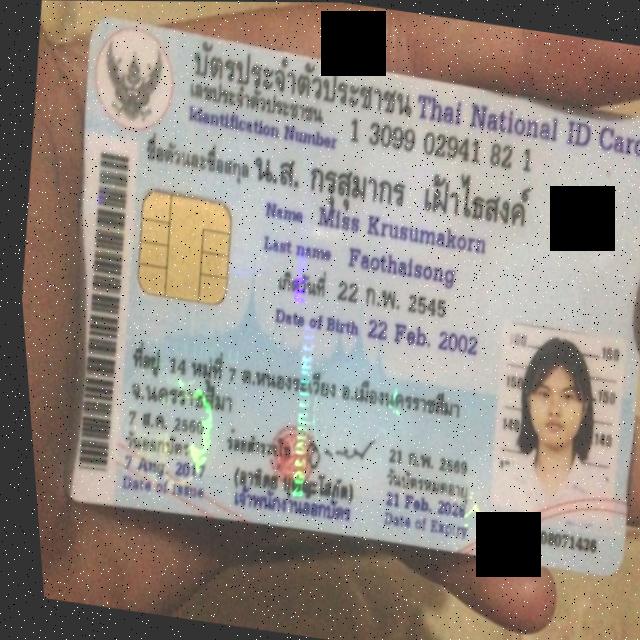 บัตรประจำตัวประชาชน Thai National ID Card
เลขประจำตัวประชาชน
Identification Number 1 3099 02941 82 1
ชื่อตัวและชื่อสกุล น.ส. กรุสุมากร เฝ้าไธสงค์
Name Miss Krusumakorn
Last name Faothaisong
เกิดวันที่ 22 ก.พ. 2545
Date of Birth 22 Feb. 2002
ที่อยู่ 14 หมู่ที่ 7 ต.หนองระเวียง อ.เมืองนครราชสีมา
จ.นครราชสีมา
7 ส.ค. 2560
วันออกบัตร
7 Aug. 2017
Date of Issue
เจ้าพนักงานออกบัตร
21 ก.พ. 2569
วันบัตรหมดอายุ
21 Feb. 2026
Date of Expiry
08071426